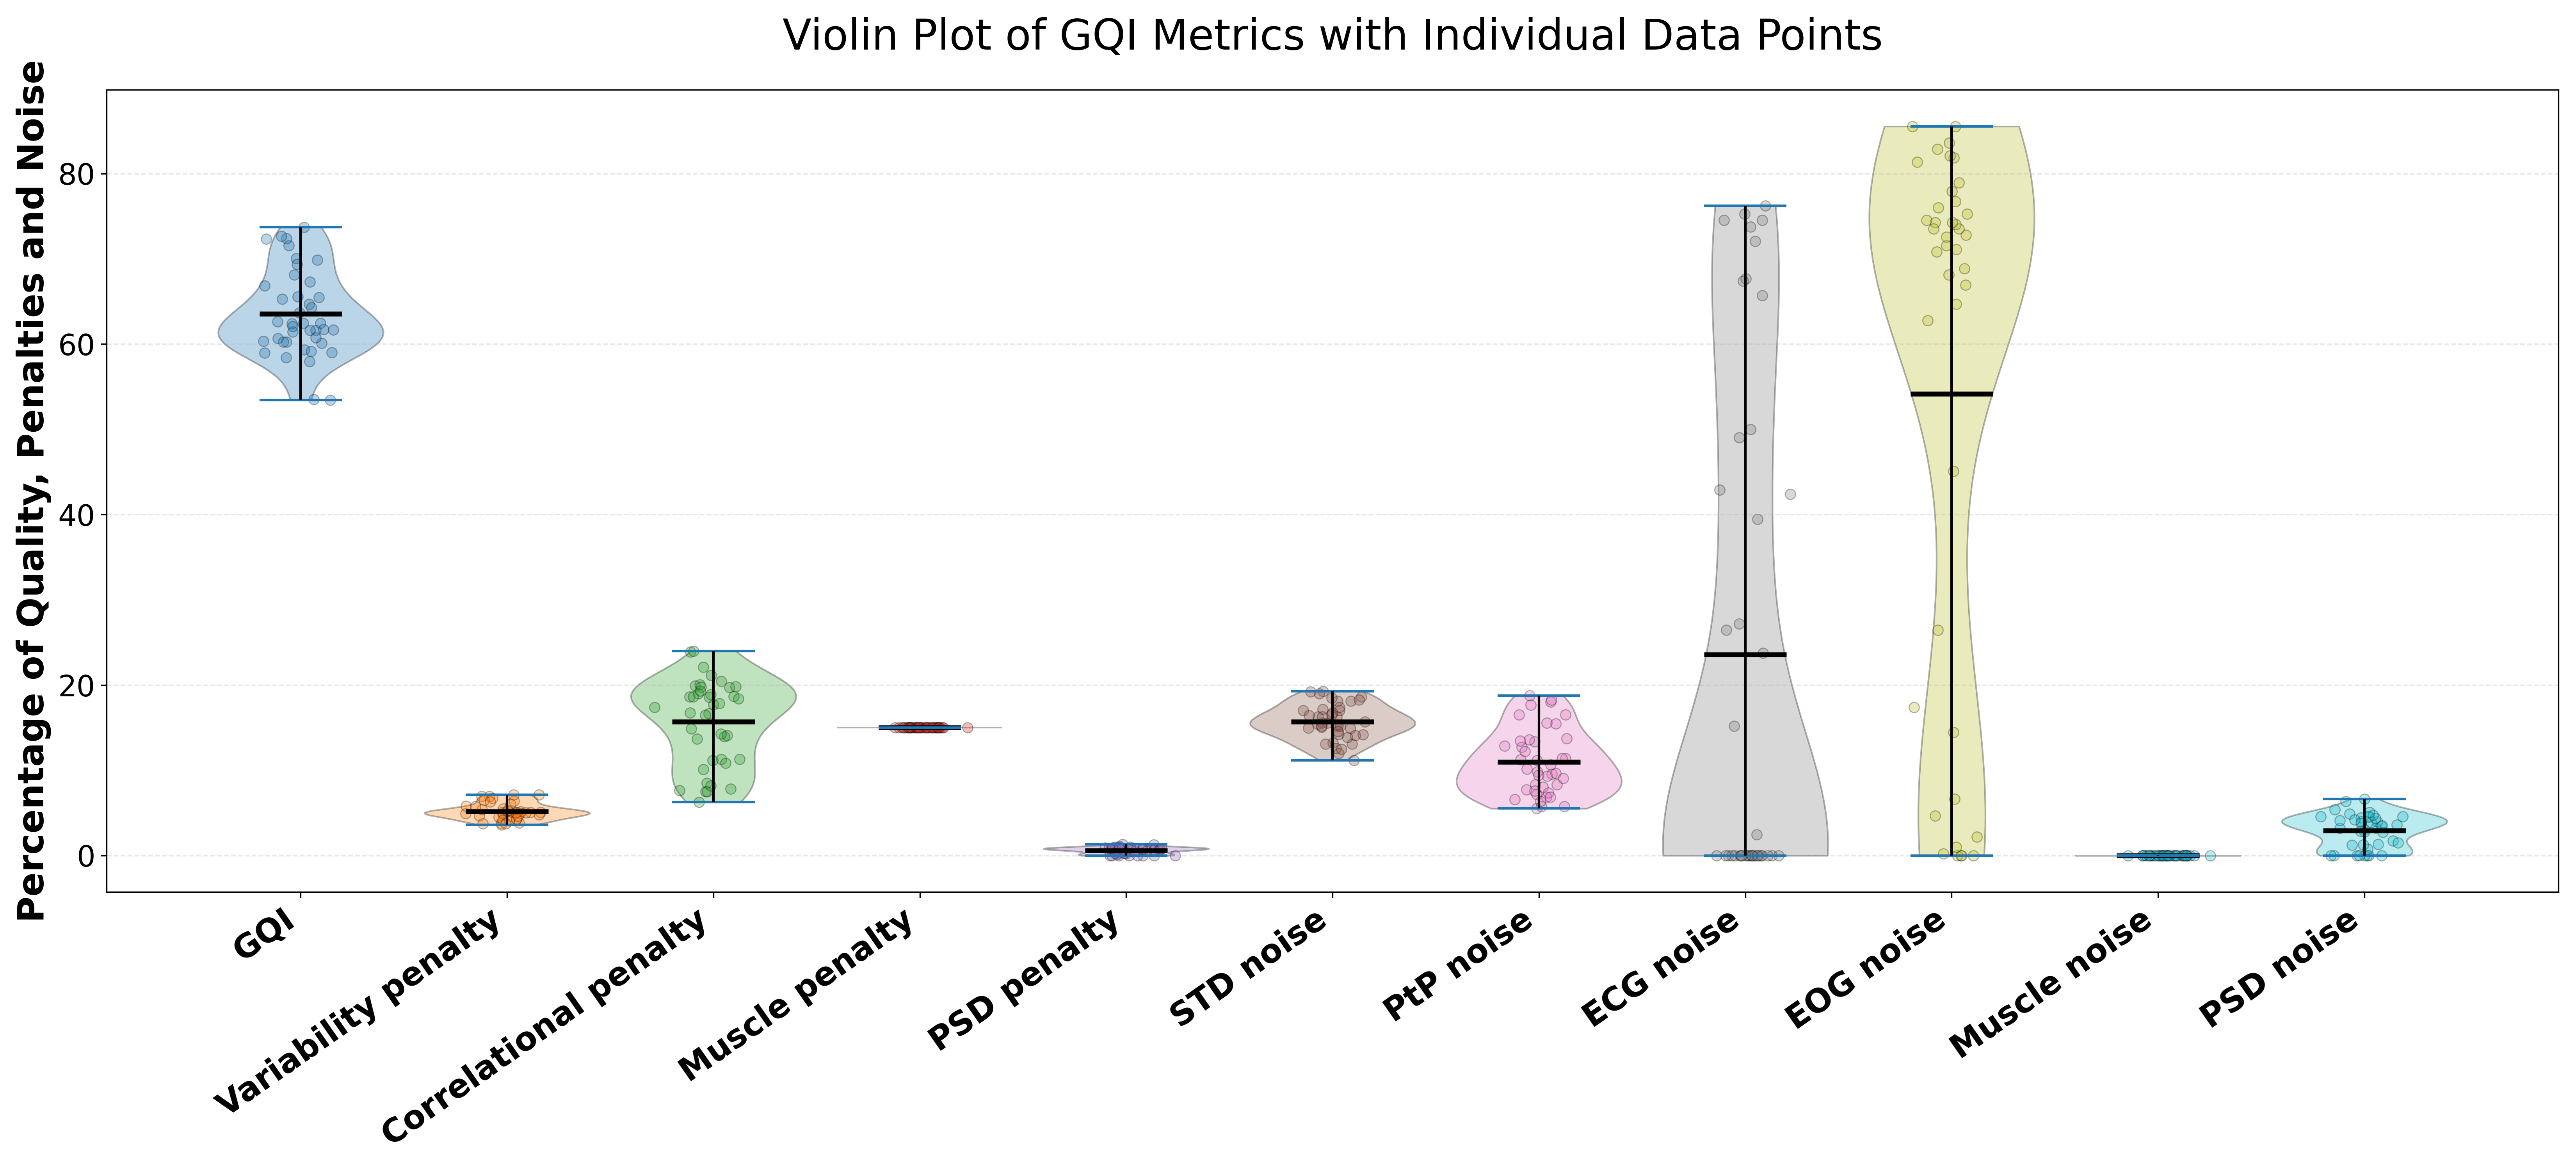 Violin Plot of GQI Metrics with Individual Data Points
Percentage of Quality, Penalties and Noise
80
60
40
20
0
GQI
Variability penalty
Correlational penalty
Muscle penalty
PSD penalty
STD noise
PtP noise
ECG noise
EOG noise
Muscle noise
PSD noise